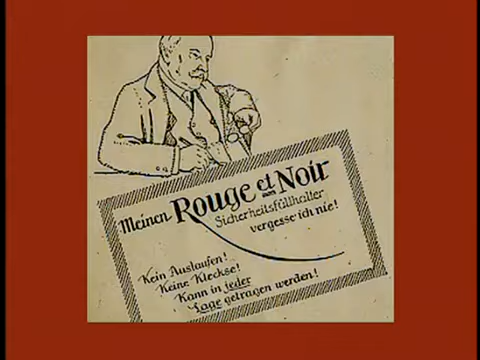 Meinen Rouge et Noir
Sicherheitsfüllhalter
vergesse ich nie!
Kein Auslaufen!
Keine Kleckse!
Kann in jeder
Lage getragen werden!